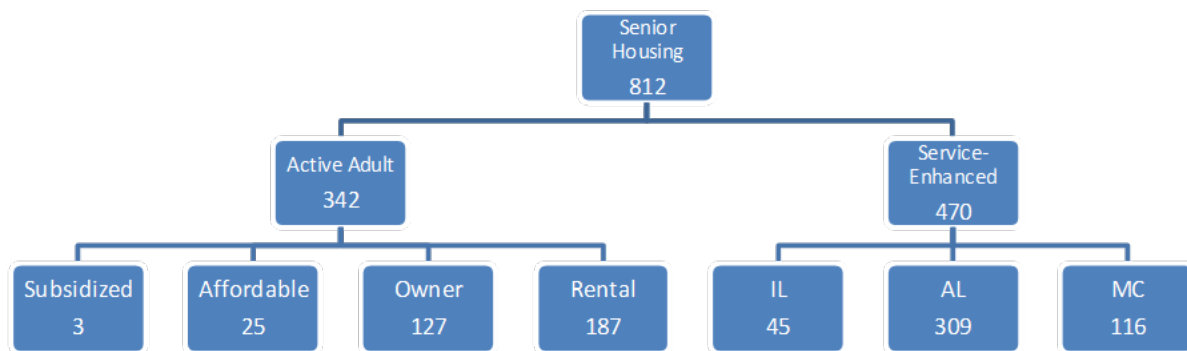 Senior
Housing
812
Active Adult
342
Service-
Enhanced
470
Subsidized
3
Affordable
25
Owner
127
Rental
187
IL
45
AL
309
MC
116